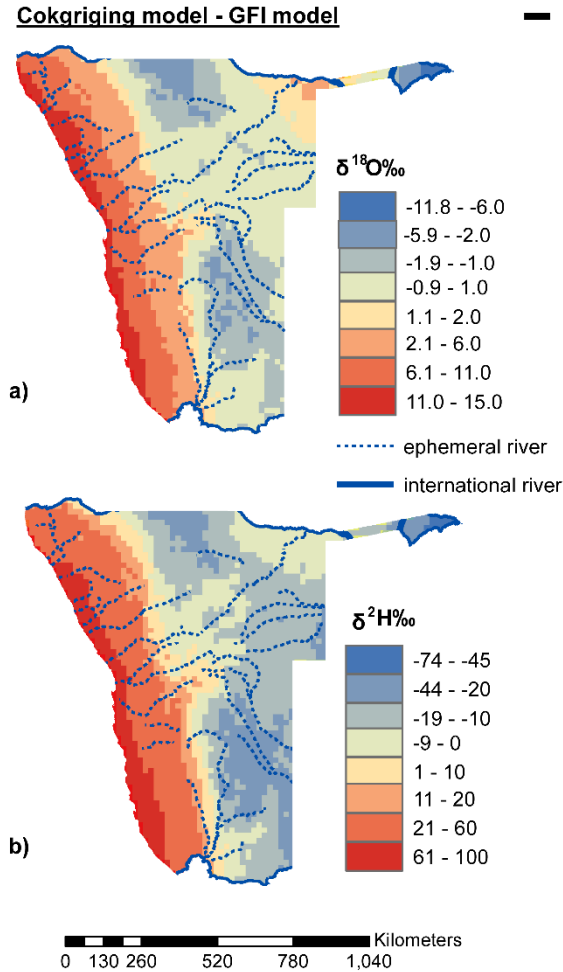 Cokgriging model - GFI model
δ¹⁸O‰
-11.8 - -6.0
-5.9 - -2.0
-1.9 - -1.0
-0.9 - 1.0
1.1 - 2.0
2.1 - 6.0
6.1 - 11.0
11.0 - 15.0
a)
ephemeral river
international river
δ²H‰
-74 - -45
-44 - -20
-19 - -10
-9 - 0
1 - 10
11 - 20
21 - 60
61 - 100
b)
Kilometers
0 130 260 520 780 1,040